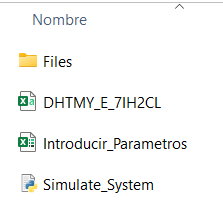 Nombre
Files
DHTMY_E_7IH2CL
Introducir_Parametros
Simulate_System